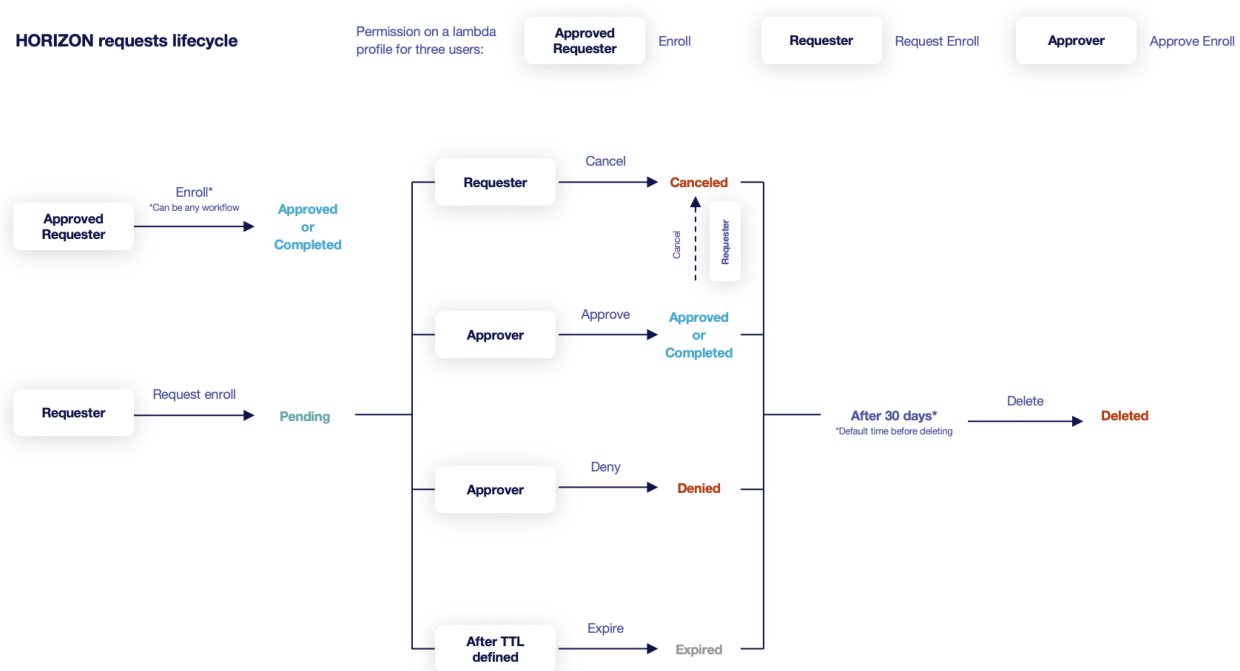 HORIZON requests lifecycle
Permission on a lambda
profile for three users:
Approved
Requester
Enroll
Requester
Request Enroll
Approver
Approve Enroll
Approved
Requester
Enroll*
*Can be any workflow
Approved
or
Completed
Requester
Request enroll
Pending
Requester
Cancel
Canceled
Cancel
Requester
Approver
Approve
Approved
or
Completed
Approver
Deny
Denied
After TTL
defined
Expire
Expired
After 30 days*
*Default time before deleting
Delete
Deleted